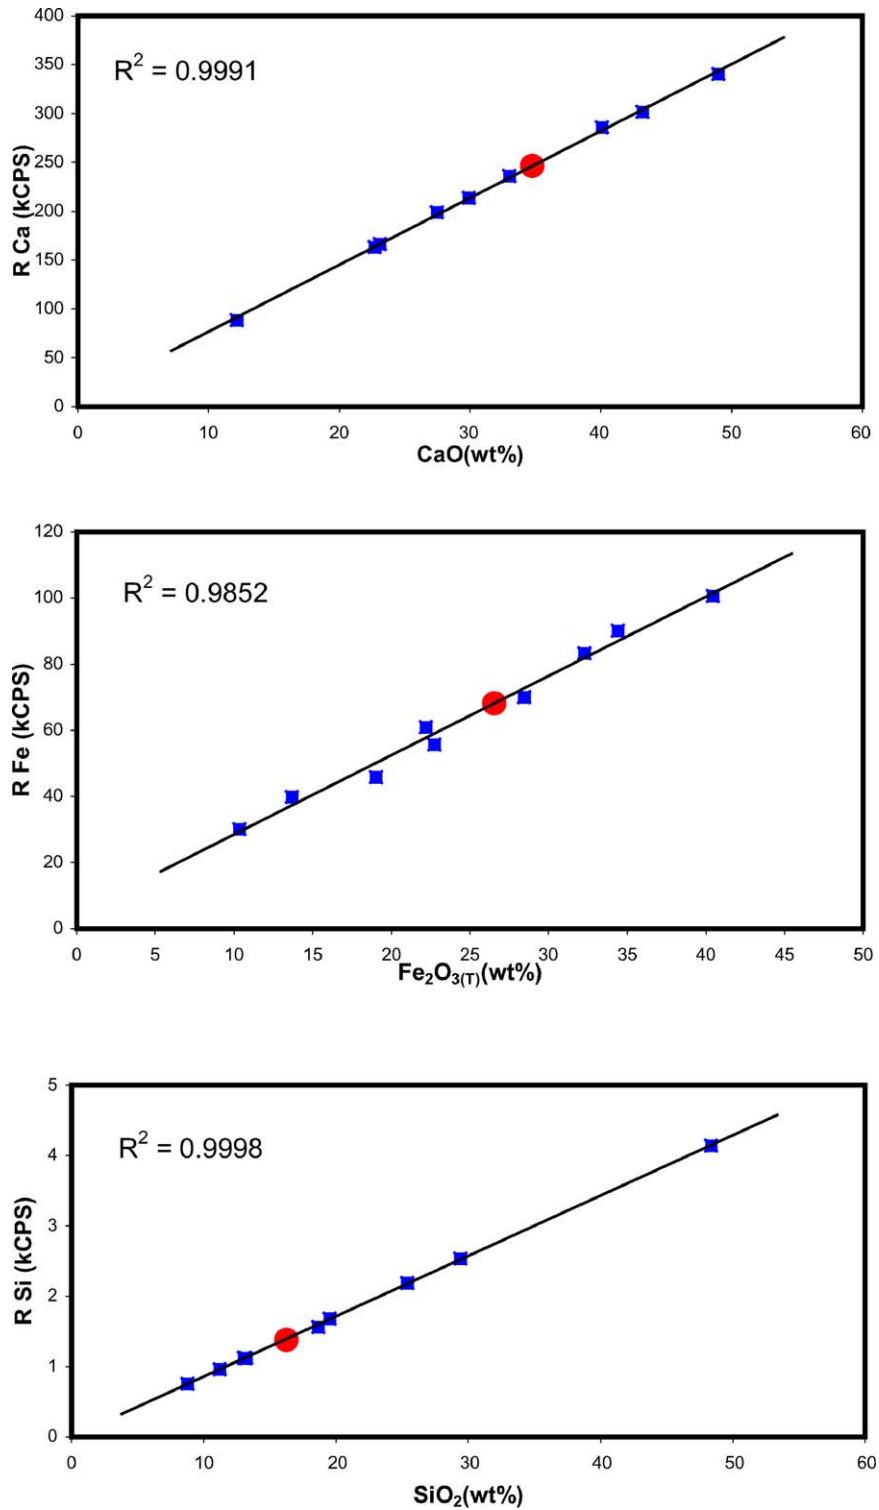 400
350
300
250
200
150
100
50
0
R Ca (kCPS)
R² = 0.9991
0 10 20 30 40 50 60
CaO(wt%)
120
100
80
60
40
20
0
R Fe (kCPS)
R² = 0.9852
0 5 10 15 20 25 30 35 40 45 50
Fe₂O₃(T)(wt%)
5
4
3
2
1
0
R Si (kCPS)
R² = 0.9998
0 10 20 30 40 50 60
SiO₂(wt%)